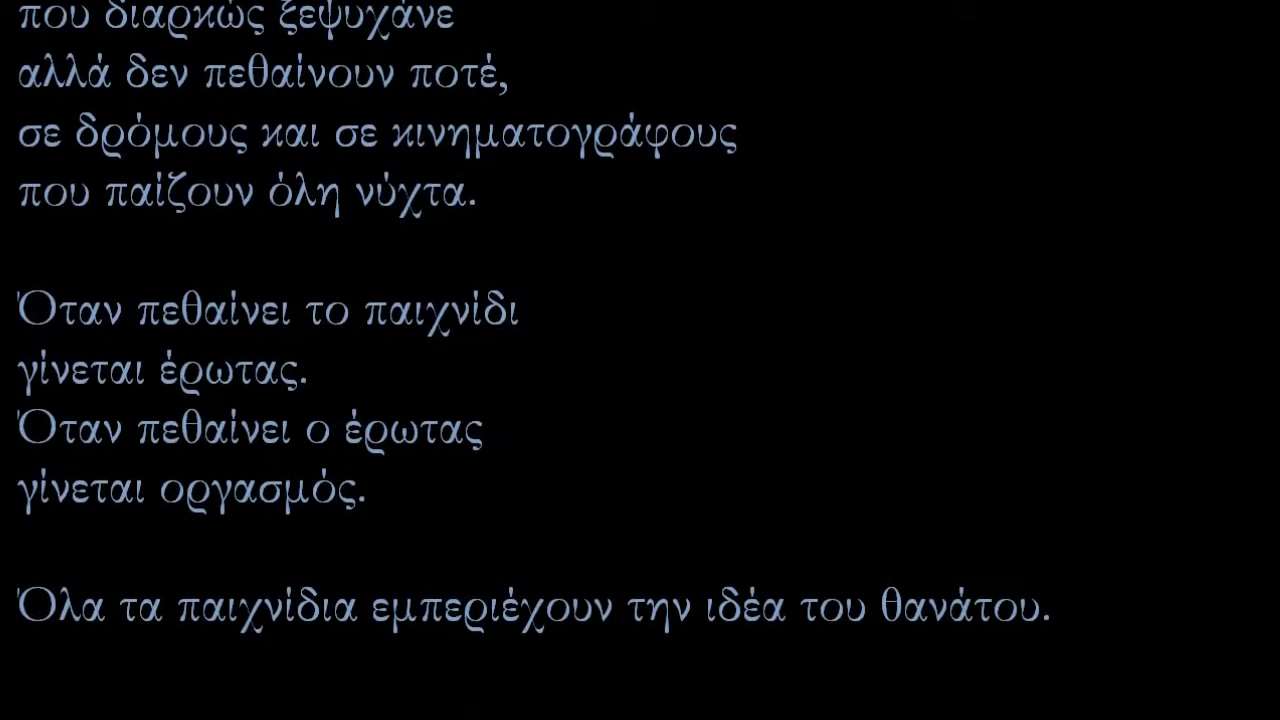 που διαρκώς ξεψυχάνε
αλλά δεν πεθαίνουν ποτέ,
σε δρόμους και σε κινηματογράφους
που παίζουν όλη νύχτα.
Όταν πεθαίνει το παιχνίδι
γίνεται έρωτας.
Όταν πεθαίνει ο έρωτας
γίνεται οργασμός.
Όλα τα παιχνίδια εμπεριέχουν την ιδέα του θανάτου.